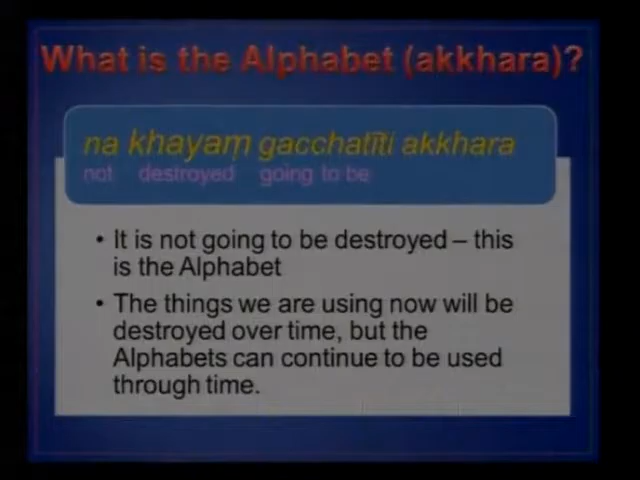 What is the Alphabet (akkhara)?
na khayaṃ gacchatīti akkhara
not destroyed going to be
• It is not going to be destroyed – this
is the Alphabet
• The things we are using now will be
destroyed over time, but the
Alphabets can continue to be used
through time.